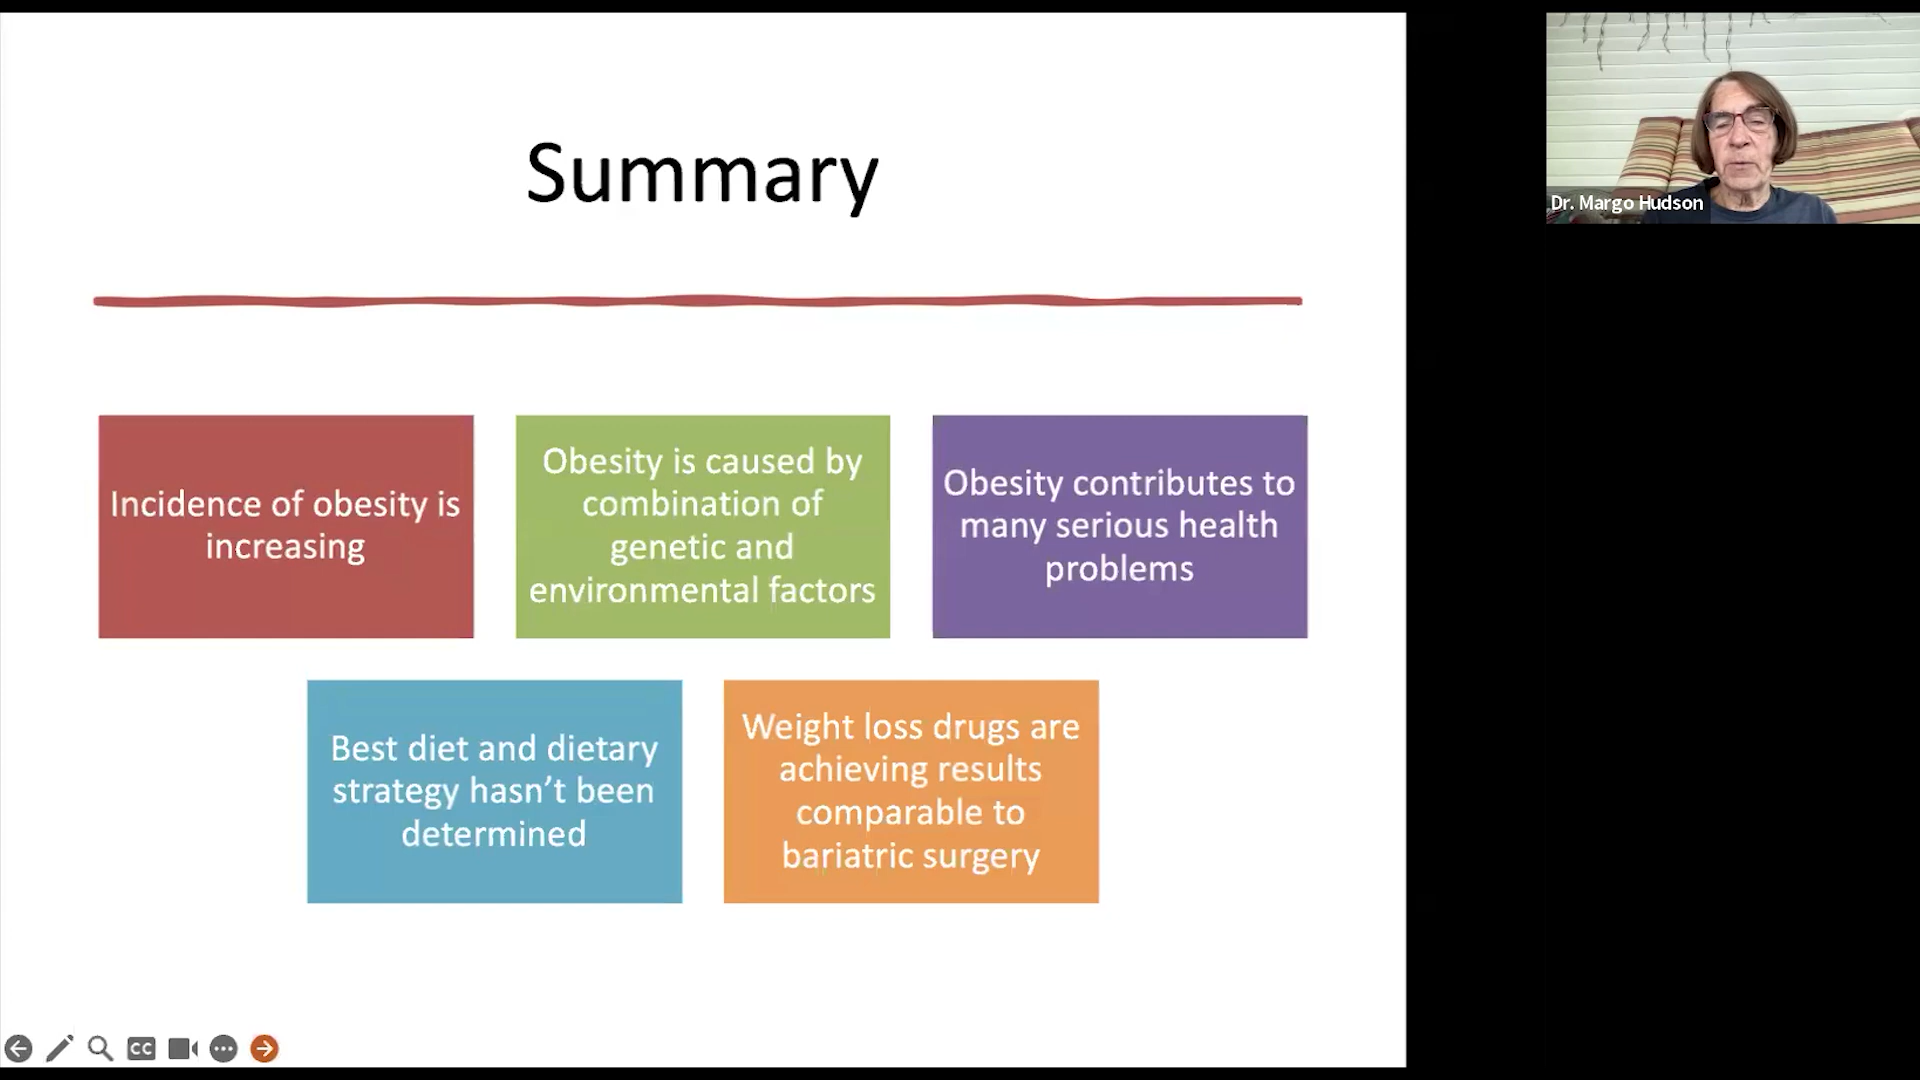 Summary
Incidence of obesity is
increasing
Obesity is caused by
combination of
genetic and
environmental factors
Obesity contributes to
many serious health
problems
Best diet and dietary
strategy hasn’t been
determined
Weight loss drugs are
achieving results
comparable to
bariatric surgery
Dr. Margo Hudson
CC